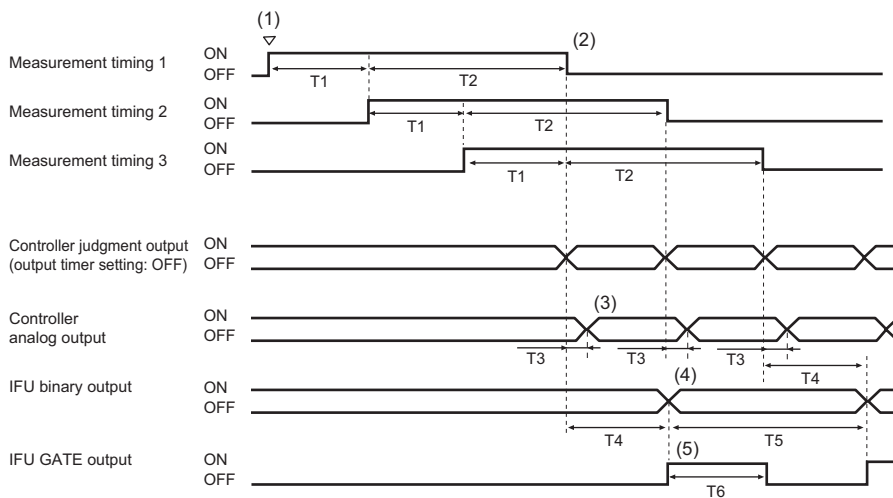 (1)
(2)
Measurement timing 1
ON
OFF
T1
T2
Measurement timing 2
ON
OFF
T1
T2
Measurement timing 3
ON
OFF
T1
T2
Controller judgment output
(output timer setting: OFF)
ON
OFF
Controller
analog output
ON
OFF
(3)
T3
T3
T3
T4
IFU binary output
ON
OFF
(4)
T4
T5
IFU GATE output
ON
OFF
(5)
T6